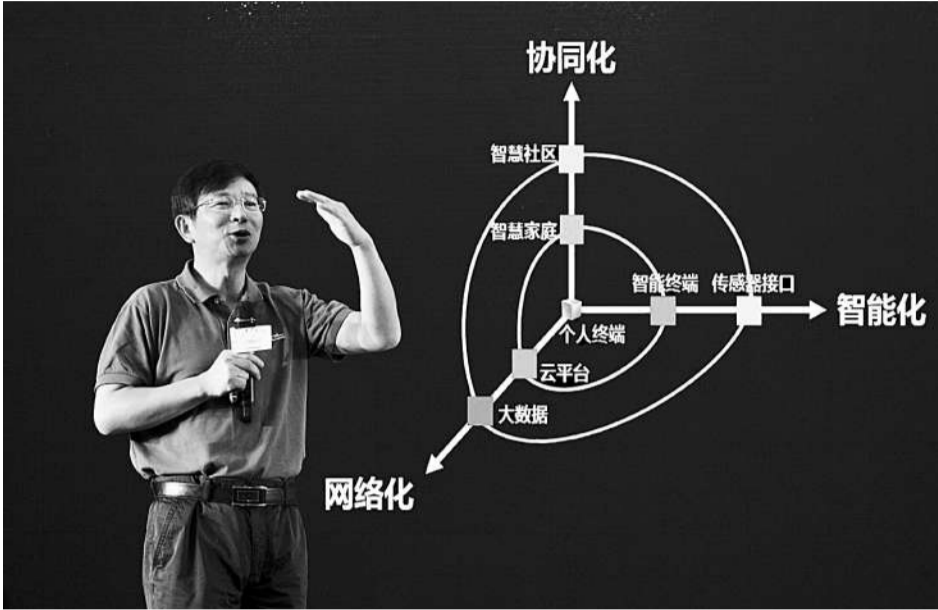 协同化
智慧社区
智慧家庭
智能终端 传感器接口
智能化
个人终端
云平台
大数据
网络化